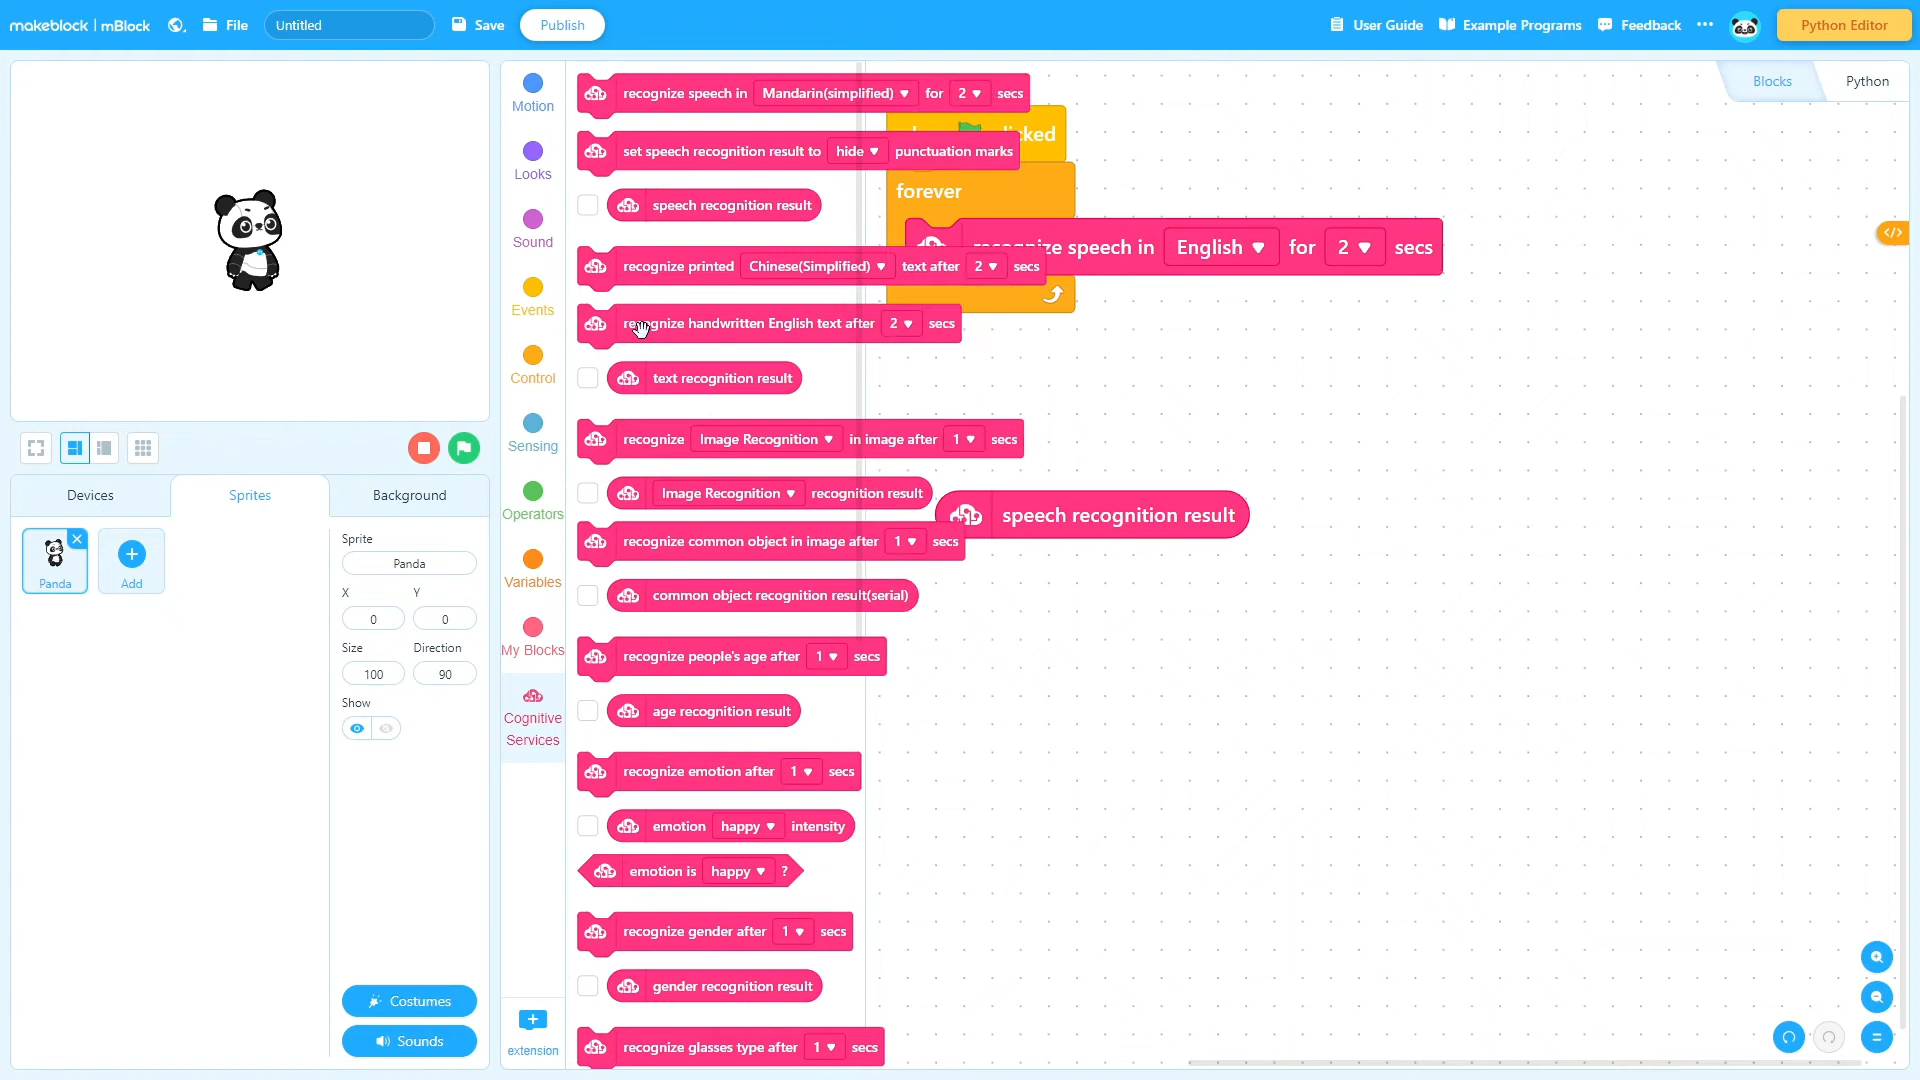 makeblock | mBlock File Untitled Save Publish User Guide Example Programs Feedback Python Editor
Blocks Python
Motion
Looks
Sound
Events
Control
Sensing
Operators
Variables
My Blocks
Cognitive
Services
extension
recognize speech in Mandarin(simplified) for 2 secs
set speech recognition result to hide punctuation marks
speech recognition result
recognize printed Chinese(Simplified) text after 2 secs
recognize handwritten English text after 2 secs
text recognition result
recognize Image Recognition in image after 1 secs
Image Recognition recognition result
recognize common object in image after 1 secs
common object recognition result(serial)
recognize people's age after 1 secs
age recognition result
recognize emotion after 1 secs
emotion happy intensity
emotion is happy ?
recognize gender after 1 secs
gender recognition result
recognize glasses type after 1 secs
forever
speech in English for 2 secs
speech recognition result
</>
Devices Sprites Background
Panda
Add
Sprite
Panda
X Y
0 0
Size Direction
100 90
Show
Costumes
Sounds